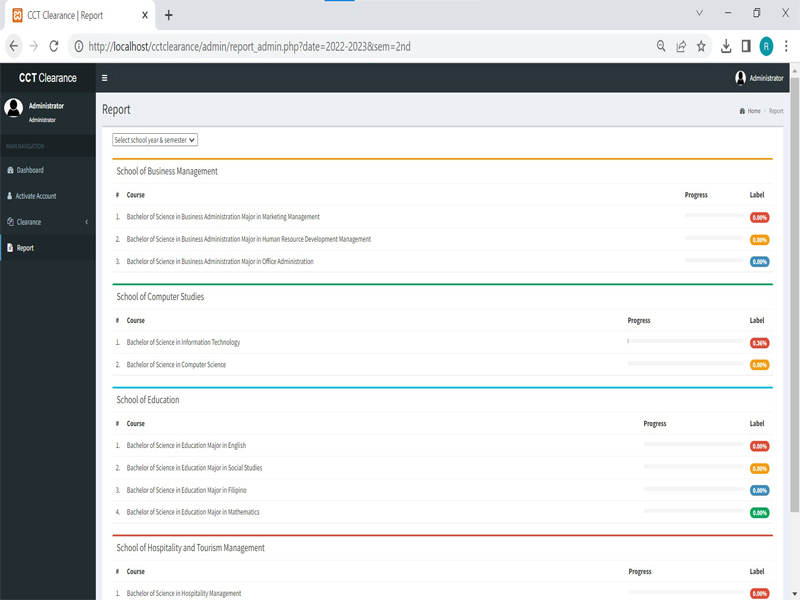 CCT Clearance | Report
http://localhost/cctclearance/admin/report_admin.php?date=2022-2023&sem=2nd
R
CCT Clearance
Administrator
Administrator
Administrator
MAIN NAVIGATION
Dashboard
Activate Account
Clearance
Report
Report
Home > Report
Select school year & semester
School of Business Management
# Course Progress Label
1. Bachelor of Science in Business Administration Major in Marketing Management 0.00%
2. Bachelor of Science in Business Administration Major in Human Resource Development Management 0.00%
3. Bachelor of Science in Business Administration Major in Office Administration 0.00%
School of Computer Studies
# Course Progress Label
1. Bachelor of Science in Information Technology 0.36%
2. Bachelor of Science in Computer Science 0.00%
School of Education
# Course Progress Label
1. Bachelor of Science in Education Major in English 0.00%
2. Bachelor of Science in Education Major in Social Studies 0.00%
3. Bachelor of Science in Education Major in Filipino 0.00%
4. Bachelor of Science in Education Major in Mathematics 0.00%
School of Hospitality and Tourism Management
# Course Progress Label
1. Bachelor of Science in Hospitality Management 0.00%